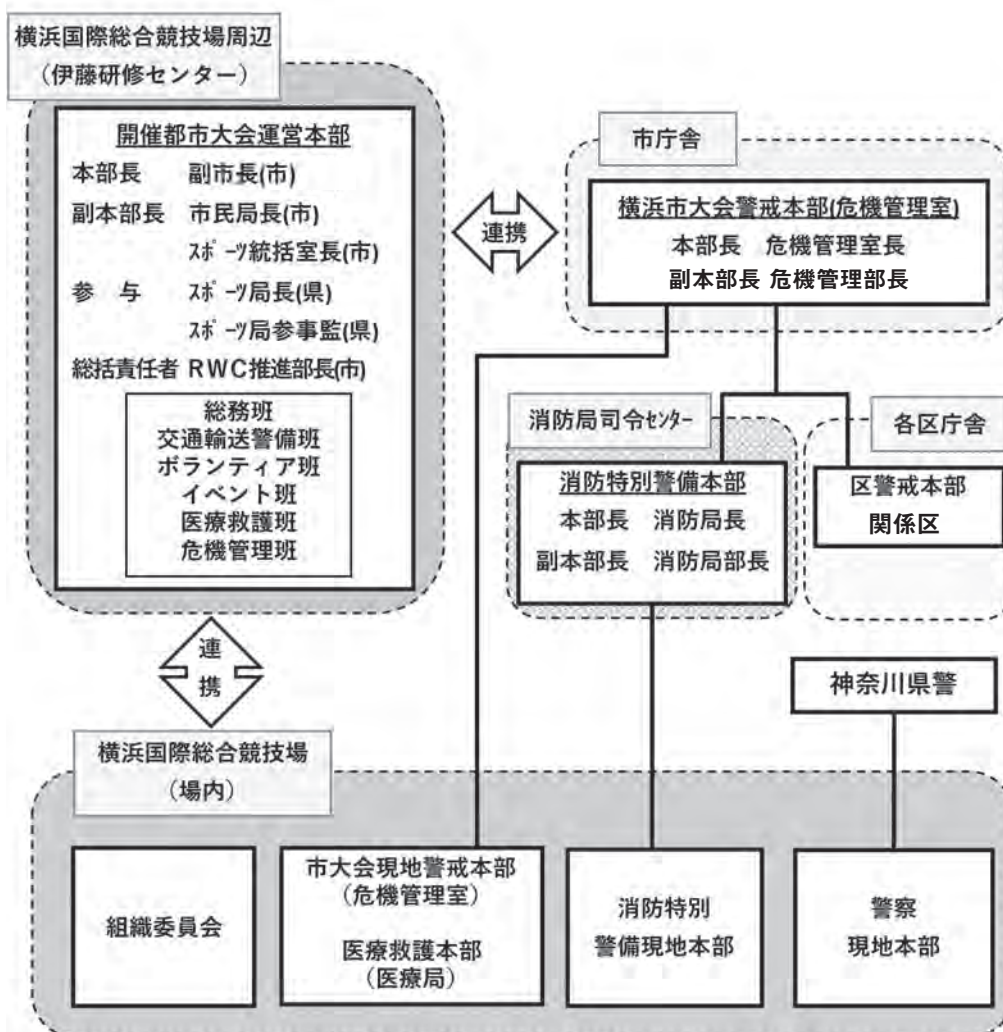 横浜国際総合競技場周辺
（伊藤研修センター）
開催都市大会運営本部
本部長 副市長(市)
副本部長 市民局長(市)
ｽﾎﾟｰﾂ統括室長(市)
参 与 ｽﾎﾟｰﾂ局長(県)
ｽﾎﾟｰﾂ局参事監(県)
総括責任者 ＲＷＣ推進部長(市)
総務班
交通輸送警備班
ボランティア班
イベント班
医療救護班
危機管理班
連携
市庁舎
横浜市大会警戒本部(危機管理室)
本部長 危機管理室長
副本部長 危機管理部長
消防局司令ｾﾝﾀｰ
消防特別警備本部
本部長 消防局長
副本部長 消防局部長
各区庁舎
区警戒本部
関係区
連
携
神奈川県警
横浜国際総合競技場
（場内）
組織委員会
市大会現地警戒本部
（危機管理室）
医療救護本部
（医療局）
消防特別
警備現地本部
警察
現地本部